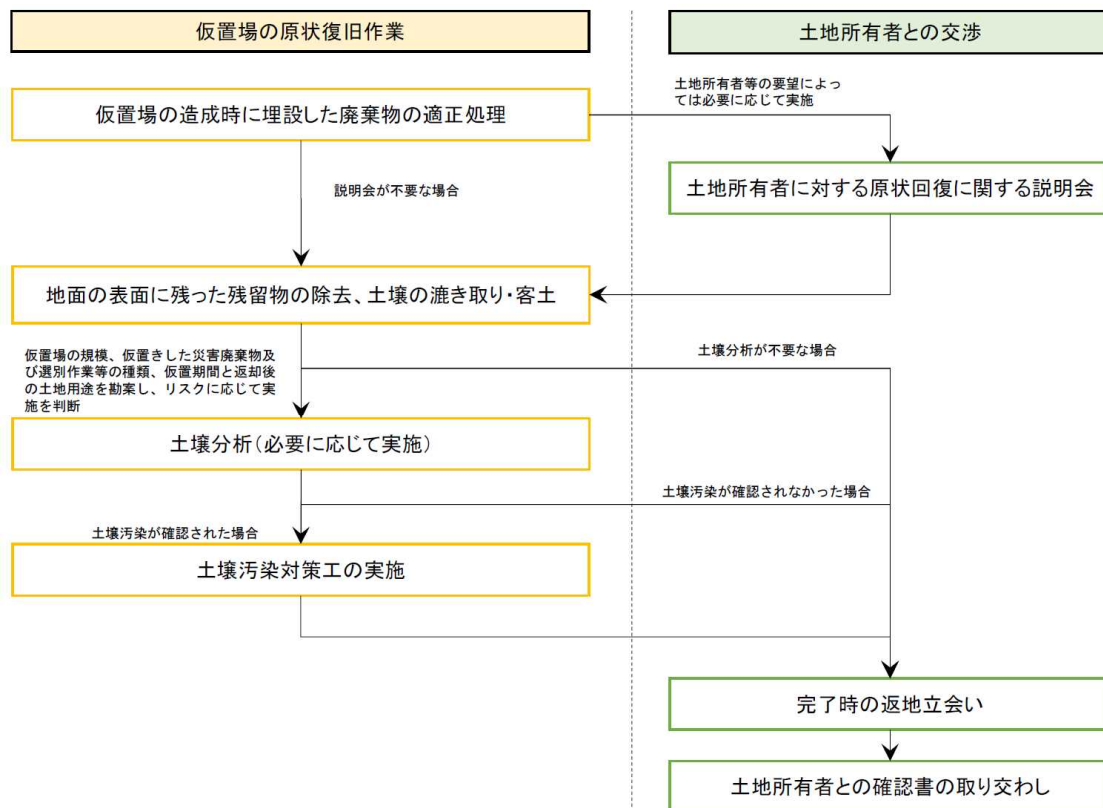 仮置場の原状復旧作業
土地所有者との交渉
土地所有者等の要望によっ
ては必要に応じて実施
仮置場の造成時に埋設した廃棄物の適正処理
説明会が不要な場合
土地所有者に対する原状回復に関する説明会
地面の表面に残った残留物の除去、土壌の漉き取り・客土
仮置場の規模、仮置きした災害廃棄物及
び選別作業等の種類、仮置期間と返却後
の土地用途を勘案し、リスクに応じて実
施を判断
土壌分析が不要な場合
土壌分析（必要に応じて実施）
土壌汚染が確認されなかった場合
土壌汚染が確認された場合
土壌汚染対策工の実施
完了時の返地立会い
土地所有者との確認書の取り交わし